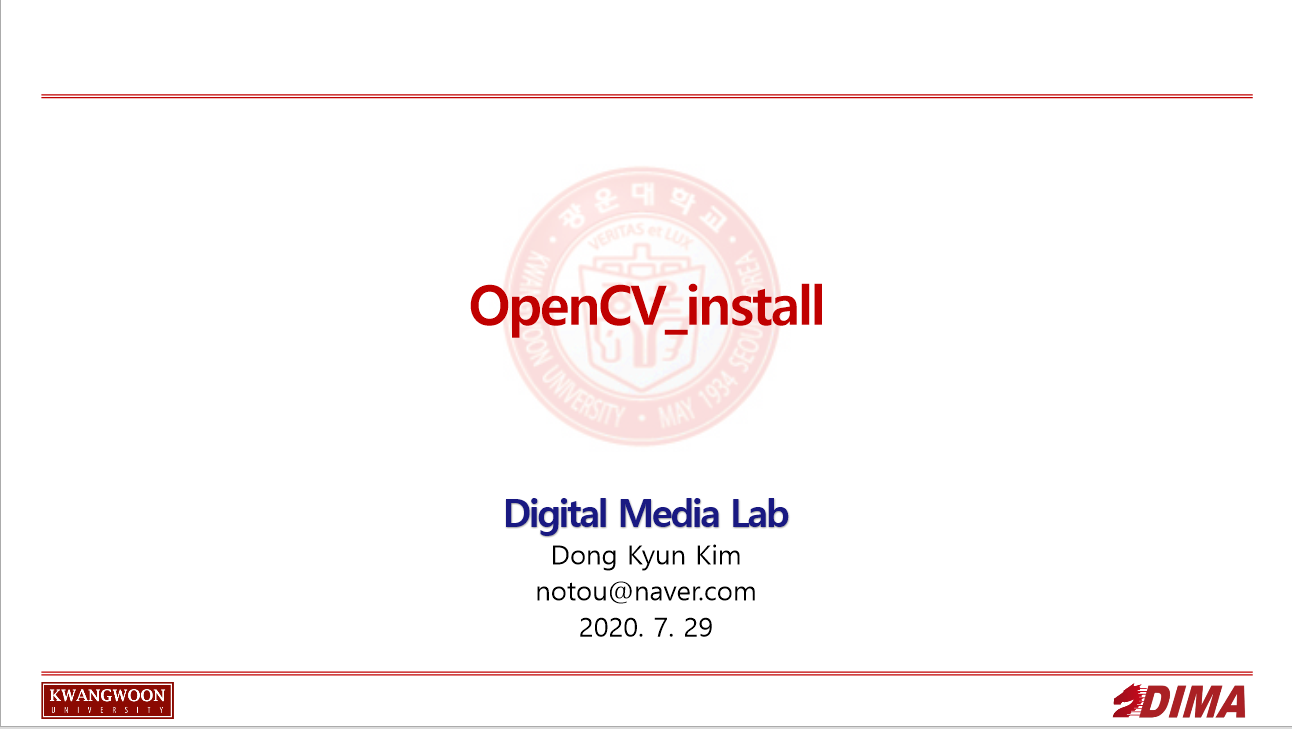 광운대학교
VERITAS et LUX
KWANGWOON UNIVERSITY • MAY 1934 SEOUL KOREA
OpenCV_install
Digital Media Lab
Dong Kyun Kim
notou@naver.com
2020. 7. 29
KWANGWOON
UNIVERSITY
DIMA